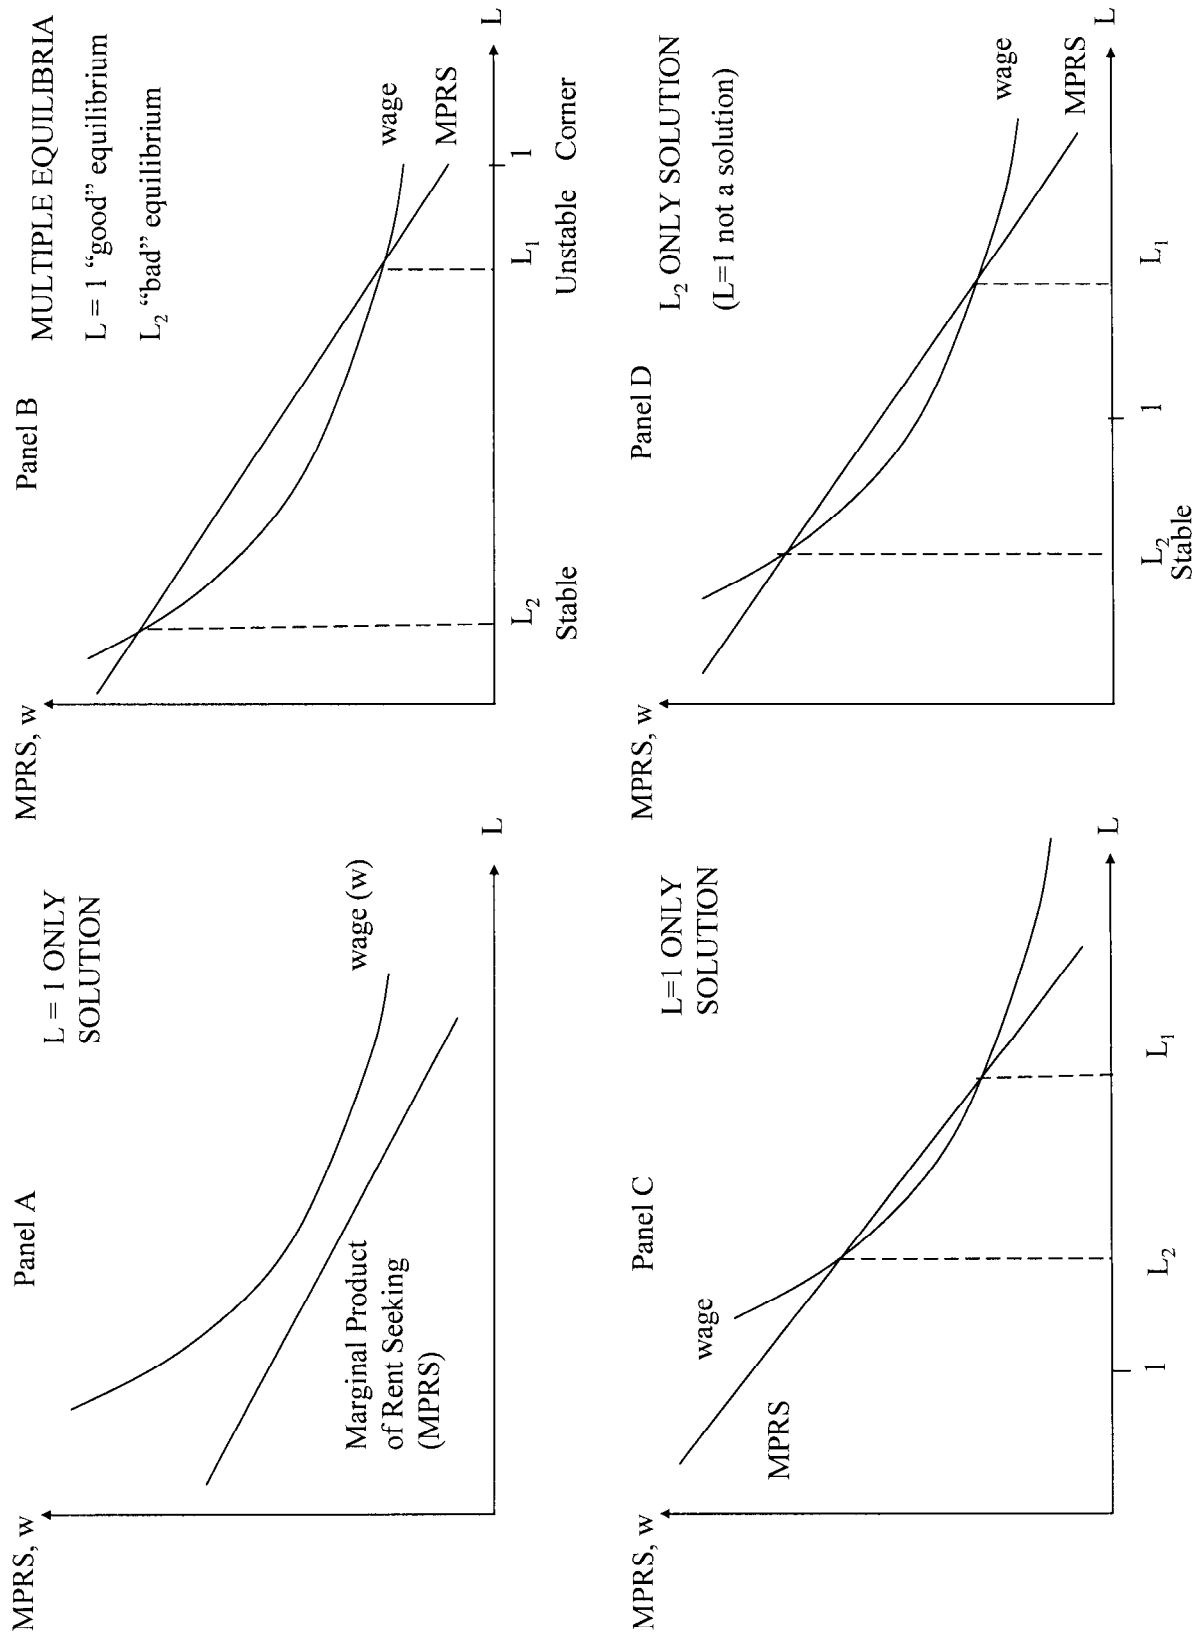 Panel A
L = 1 ONLY
SOLUTION
MPRS, w
wage (w)
Marginal Product
of Rent Seeking
(MPRS)
L
Panel B
MULTIPLE EQUILIBRIA
L = 1 “good” equilibrium
L₂ “bad” equilibrium
MPRS, w
wage
MPRS
L
L₂
L₁
1
Stable
Unstable
Corner
Panel C
L=1 ONLY
SOLUTION
MPRS, w
wage
MPRS
L
1
L₂
L₁
Panel D
L₂ ONLY SOLUTION
(L=1 not a solution)
MPRS, w
wage
MPRS
L
L₂
1
L₁
Stable